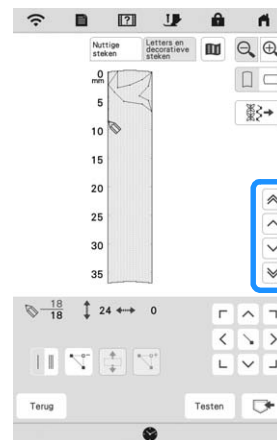 Nuttige
steken
Letters en
decoratieve
steken
0
mm
5
10
15
20
25
30
35
18
18
24
0
Terug
Testen